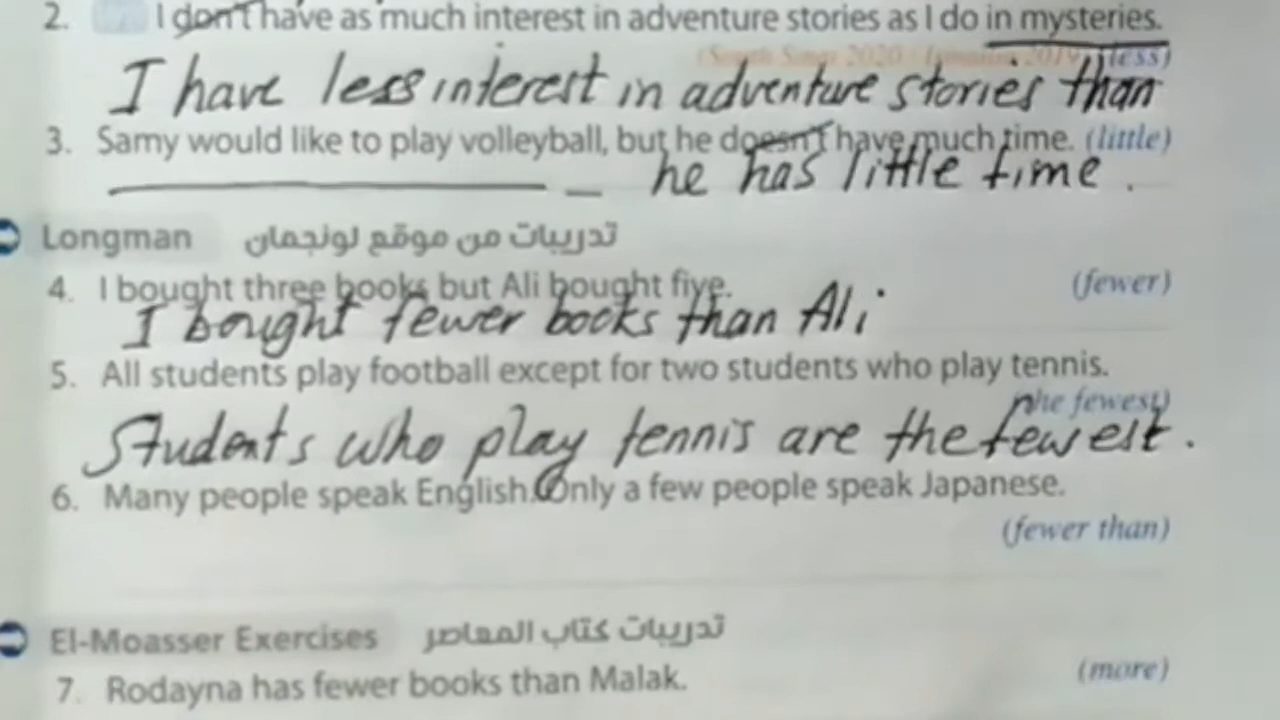 2. I don't have as much interest in adventure stories as I do in mysteries.
(less)
I have less interest in adventure stories than
3. Samy would like to play volleyball, but he doesn't have much time. (little)
he has little time .
Longman تدريبات من موقع لونجمان
4. I bought three books but Ali bought five. (fewer)
I bought fewer books than Ali
5. All students play football except for two students who play tennis.
(the fewest)
Students who play tennis are the fewest .
6. Many people speak English. Only a few people speak Japanese.
(fewer than)
El-Moasser Exercises تدريبات كتاب المعاصر
7. Rodayna has fewer books than Malak. (more)